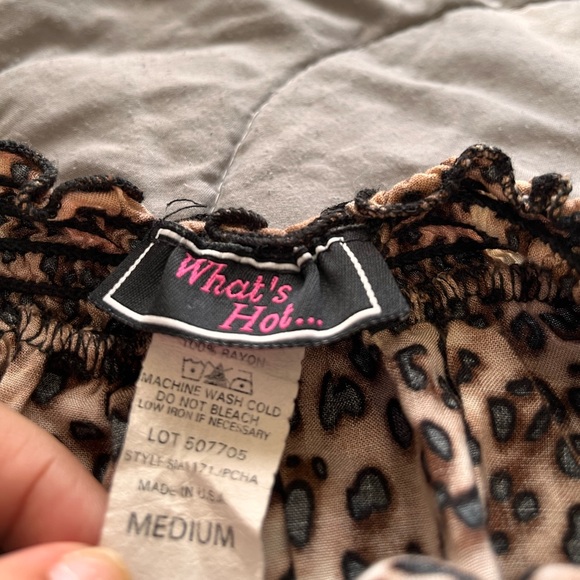 What's
Hot...
100% RAYON
MACHINE WASH COLD
DO NOT BLEACH
LOW IRON IF NECESSARY
LOT 507705
MADE IN U.S.A.
MEDIUM